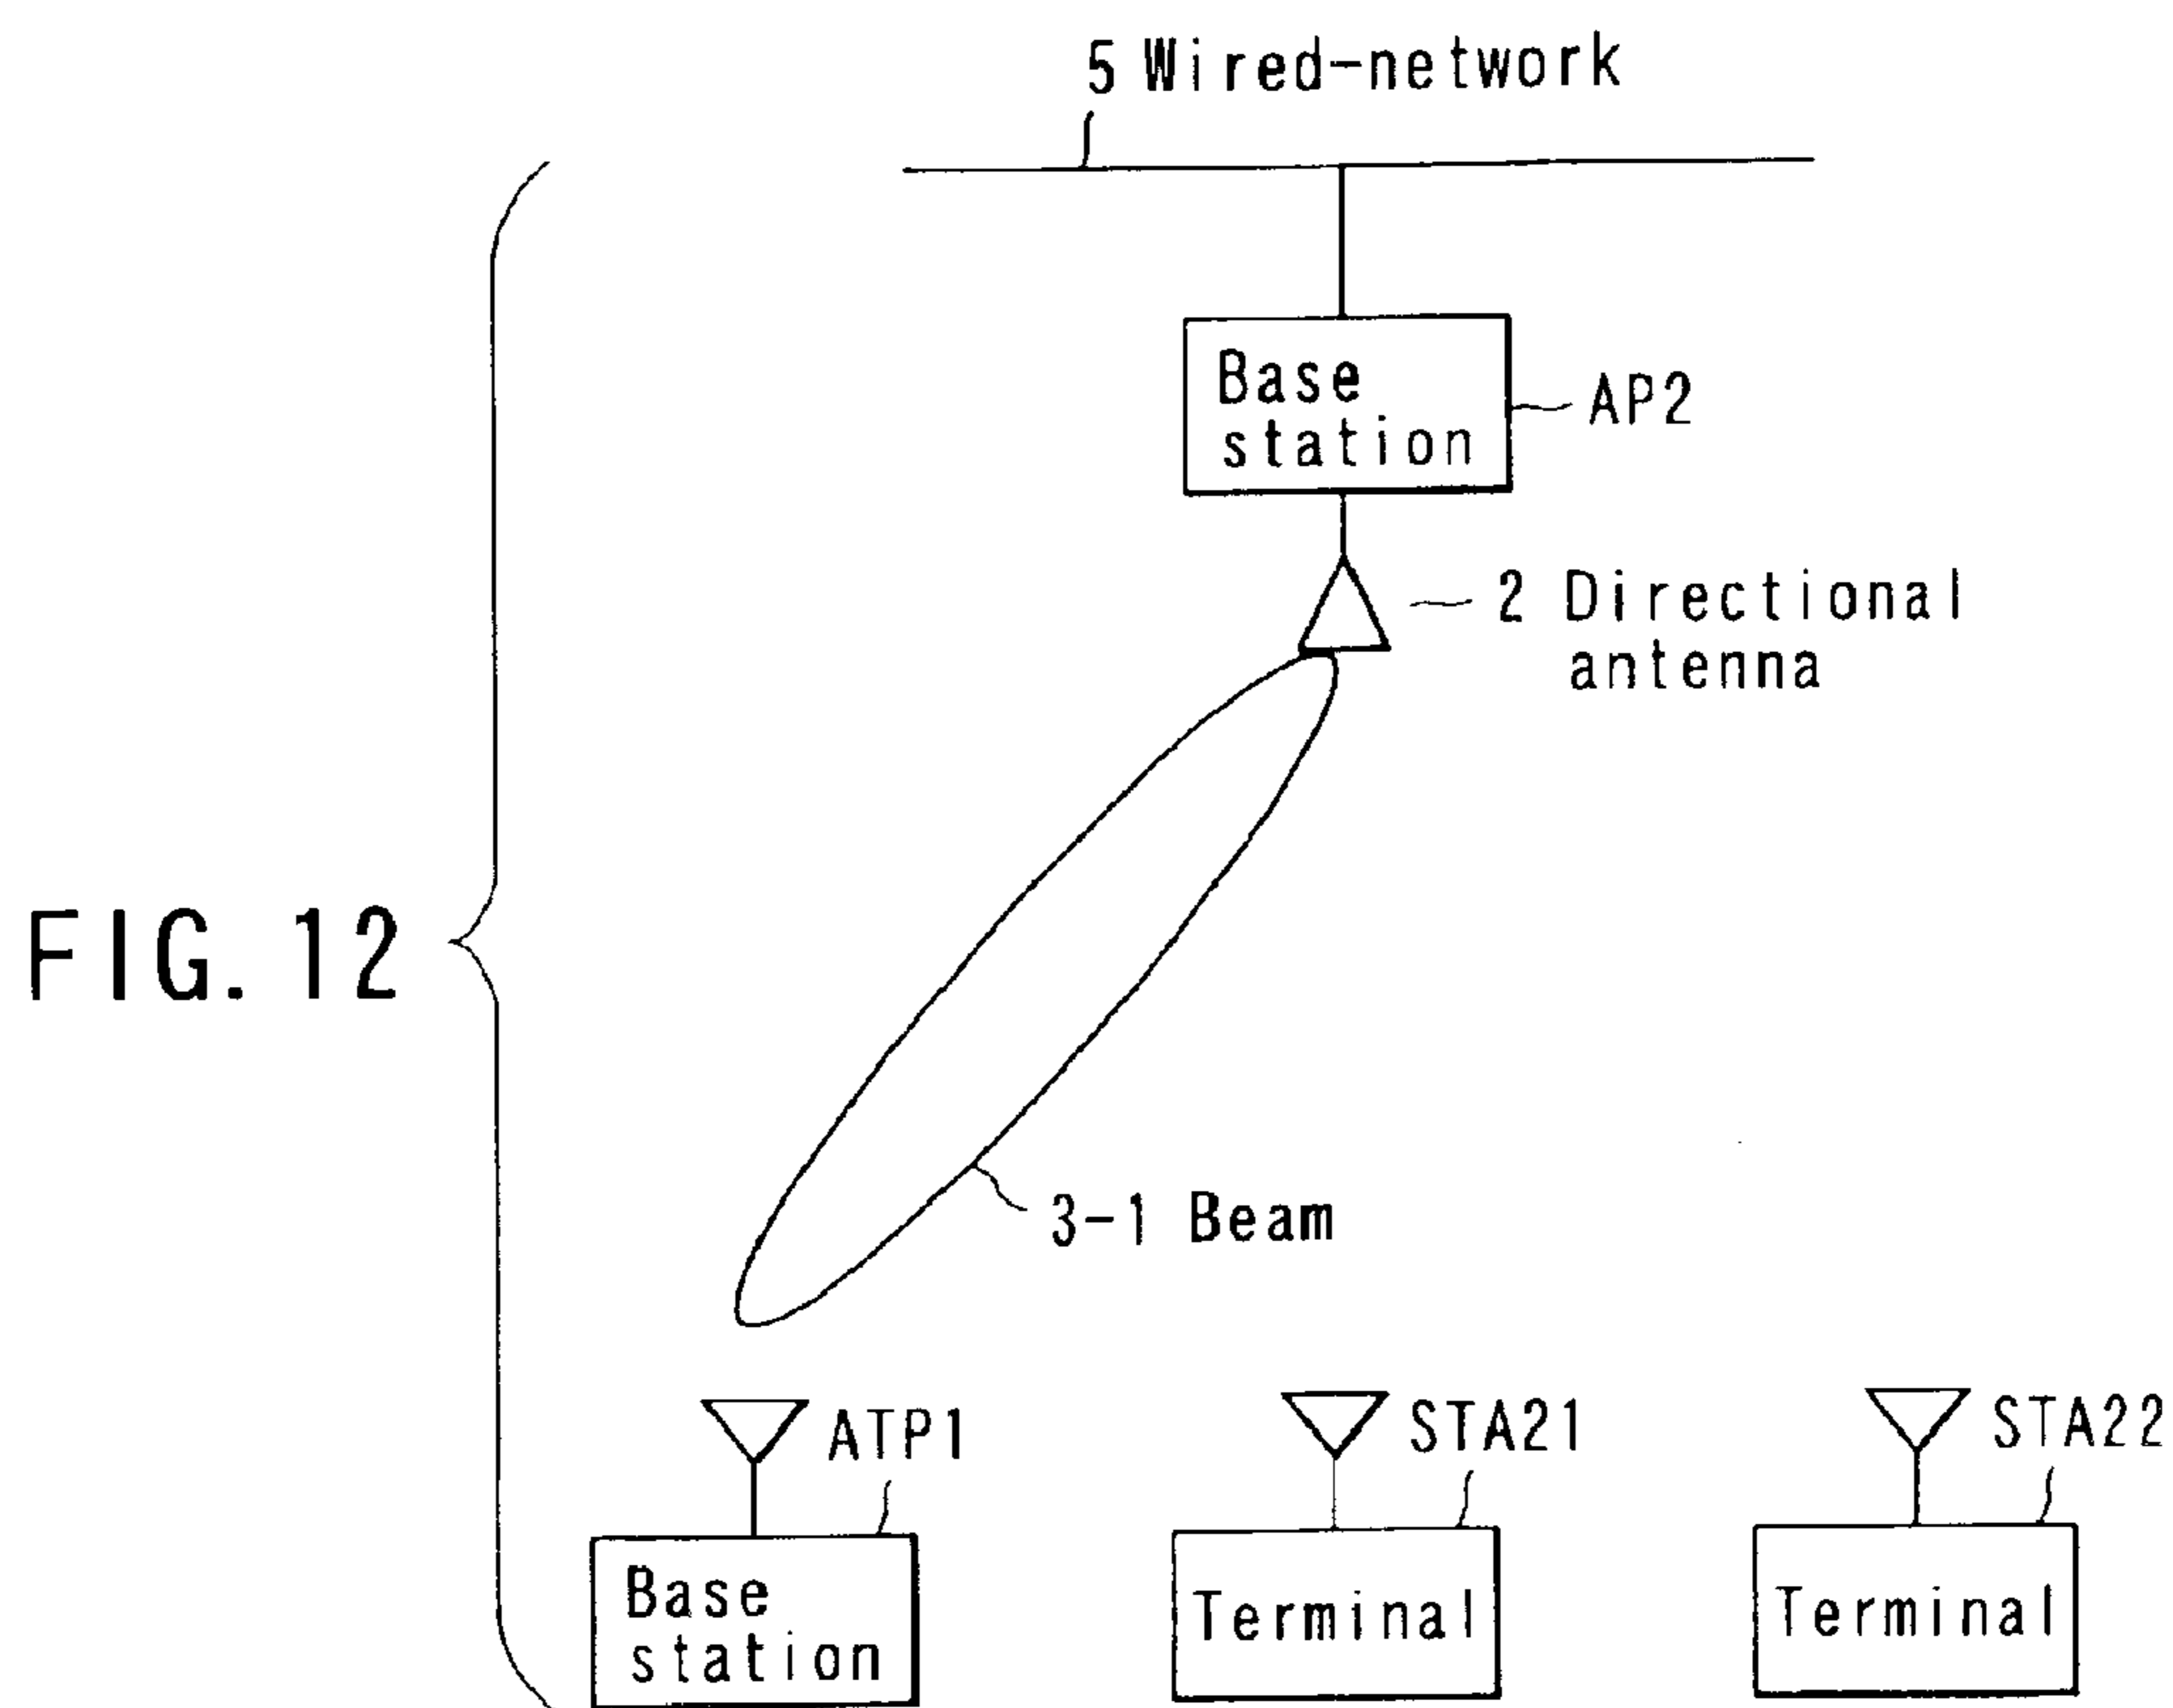 5 Wired-network
Base
station
AP2
2 Directional
antenna
FIG. 12
3-1 Beam
ATP1
STA21
STA22
Base
station
Terminal
Terminal